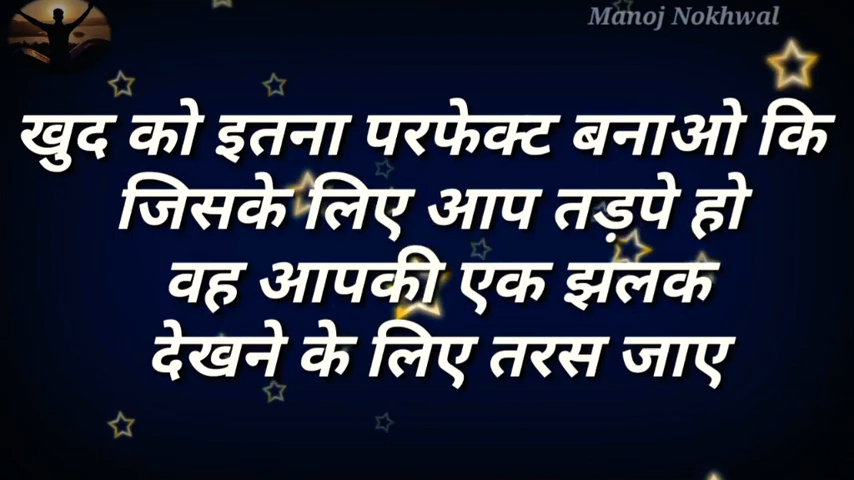 Manoj Nokhwal
खुद को इतना परफेक्ट बनाओ कि
जिसके लिए आप तड़पे हो
वह आपकी एक झलक
देखने के लिए तरस जाए